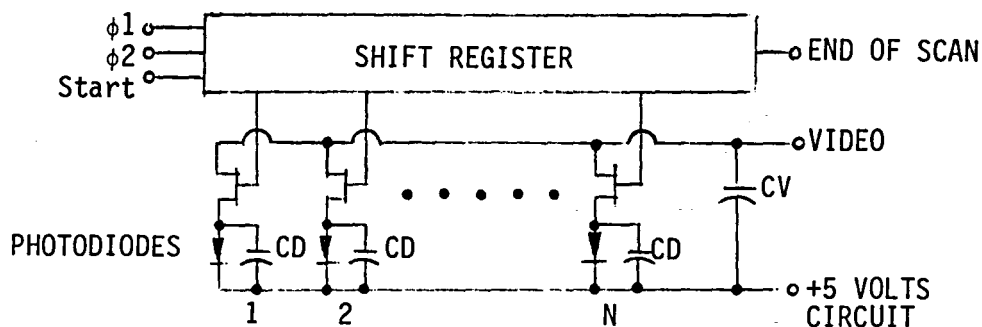 ϕ1
ϕ2
Start
SHIFT REGISTER
END OF SCAN
VIDEO
CV
PHOTODIODES
CD
CD
CD
+5 VOLTS
CIRCUIT
1
2
N